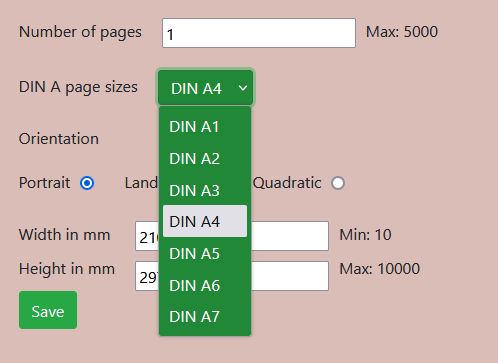 Number of pages 1 Max: 5000
DIN A page sizes DIN A4
DIN A1
Orientation
DIN A2
DIN A3
Portrait Quadratic
DIN A4
Width in mm Min: 10
DIN A5
Height in mm Max: 10000
DIN A6
Save
DIN A7